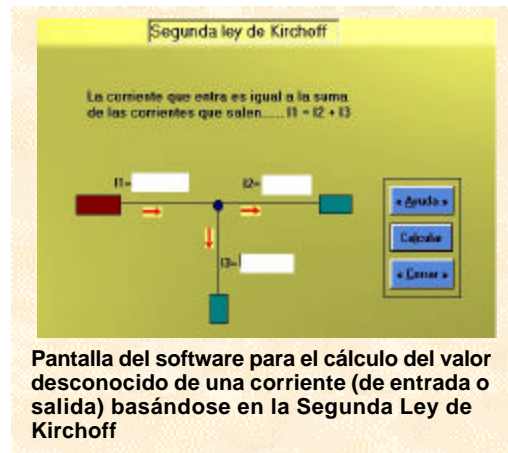 Segunda ley de Kirchoff
La corriente que entra es igual a la suma
de las corrientes que salen...... I1 = I2 + I3
I1=
I2=
I3=
« Ayuda »
Calcular
« Cerrar »
Pantalla del software para el cálculo del valor
desconocido de una corriente (de entrada o
salida) basándose en la Segunda Ley de
Kirchoff